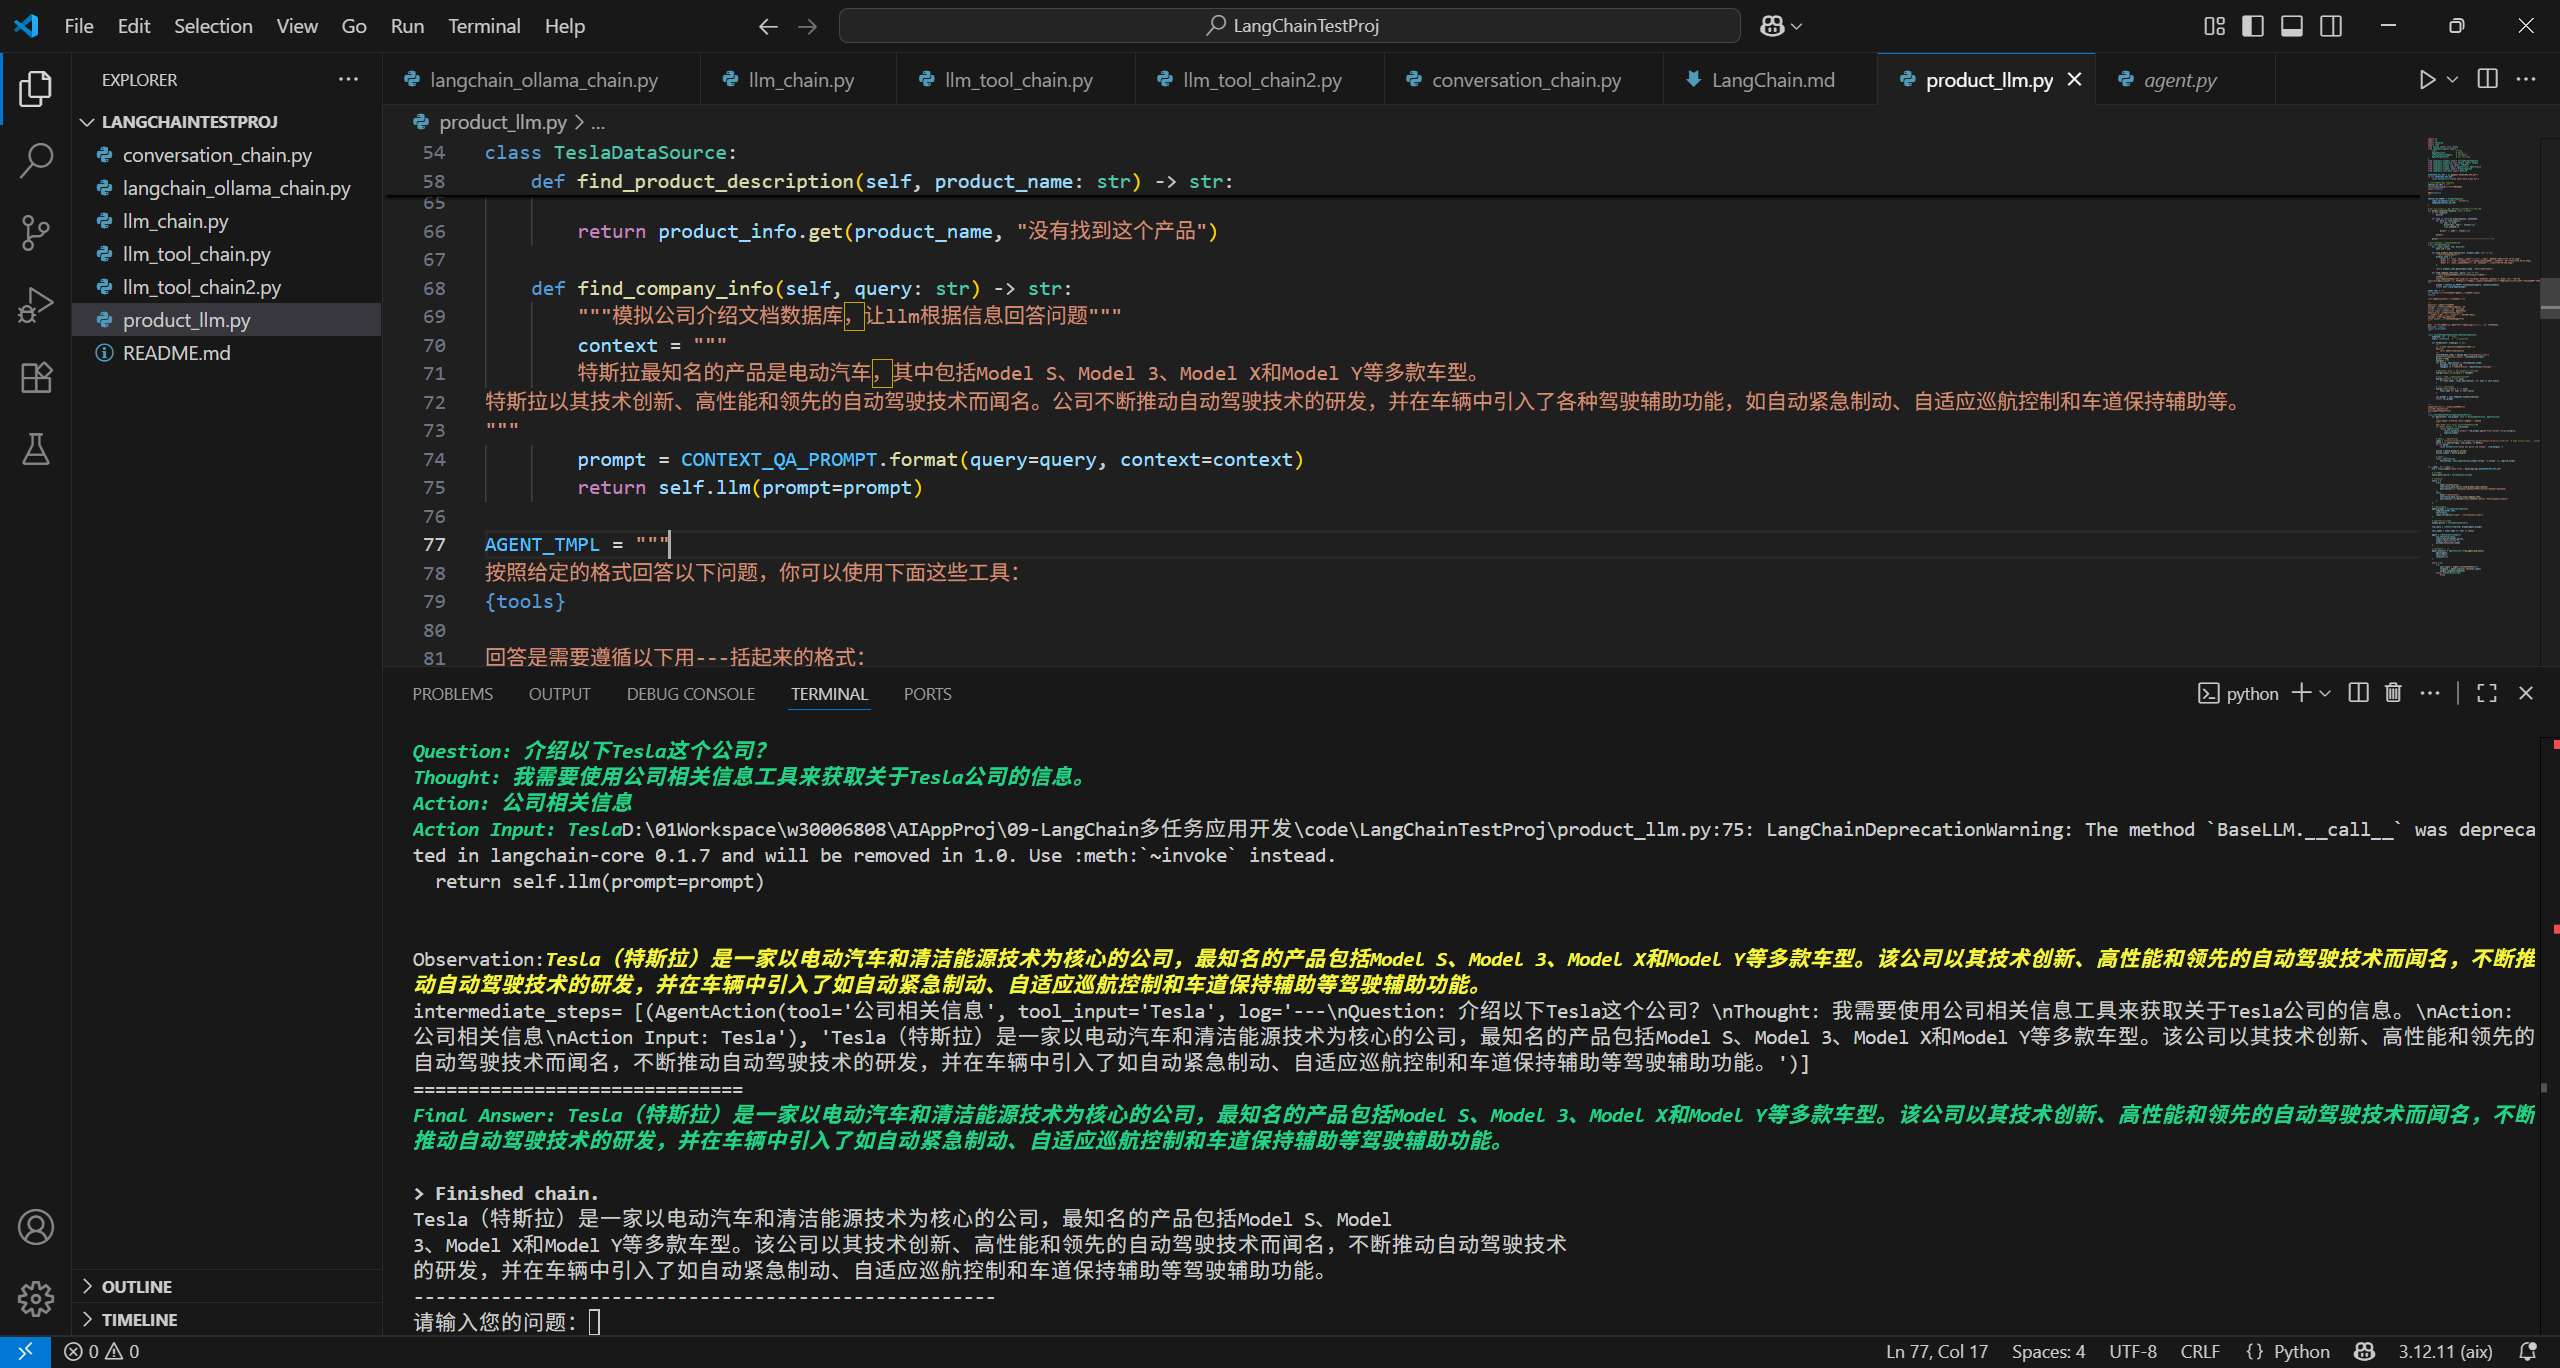 File Edit Selection View Go Run Terminal Help
LangChainTestProj
EXPLORER
LANGCHAINTESTPROJ
conversation_chain.py
langchain_ollama_chain.py
llm_chain.py
llm_tool_chain.py
llm_tool_chain2.py
product_llm.py
README.md
OUTLINE
TIMELINE
langchain_ollama_chain.py llm_chain.py llm_tool_chain.py llm_tool_chain2.py conversation_chain.py LangChain.md product_llm.py agent.py
product_llm.py > ...
54 class TeslaDataSource:
58 def find_product_description(self, product_name: str) -> str:
65
66 return product_info.get(product_name, "没有找到这个产品")
67
68 def find_company_info(self, query: str) -> str:
69 """模拟公司介绍文档数据库，让llm根据信息回答问题"""
70 context = """
71 特斯拉最知名的产品是电动汽车，其中包括Model S、Model 3、Model X和Model Y等多款车型。
72 特斯拉以其技术创新、高性能和领先的自动驾驶技术而闻名。公司不断推动自动驾驶技术的研发，并在车辆中引入了各种驾驶辅助功能，如自动紧急制动、自适应巡航控制和车道保持辅助等。
73 """
74 prompt = CONTEXT_QA_PROMPT.format(query=query, context=context)
75 return self.llm(prompt=prompt)
76
77 AGENT_TMPL = """
78 按照给定的格式回答以下问题，你可以使用下面这些工具：
79 {tools}
80
81 回答是需要遵循以下用---括起来的格式：
PROBLEMS OUTPUT DEBUG CONSOLE TERMINAL PORTS
python
Question: 介绍以下Tesla这个公司？
Thought: 我需要使用公司相关信息工具来获取关于Tesla公司的信息。
Action: 公司相关信息
Action Input: TeslaD:\01Workspace\w30006808\AIAppProj\09-LangChain多任务应用开发\code\LangChainTestProj\product_llm.py:75: LangChainDeprecationWarning: The method `BaseLLM.__call__` was depreca
ted in langchain-core 0.1.7 and will be removed in 1.0. Use :meth:`~invoke` instead.
return self.llm(prompt=prompt)
Observation:Tesla（特斯拉）是一家以电动汽车和清洁能源技术为核心的公司，最知名的产品包括Model S、Model 3、Model X和Model Y等多款车型。该公司以其技术创新、高性能和领先的自动驾驶技术而闻名，不断推
动自动驾驶技术的研发，并在车辆中引入了如自动紧急制动、自适应巡航控制和车道保持辅助等驾驶辅助功能。
intermediate_steps= [(AgentAction(tool='公司相关信息', tool_input='Tesla', log='---\nQuestion: 介绍以下Tesla这个公司？\nThought: 我需要使用公司相关信息工具来获取关于Tesla公司的信息。\nAction:
公司相关信息\nAction Input: Tesla'), 'Tesla（特斯拉）是一家以电动汽车和清洁能源技术为核心的公司，最知名的产品包括Model S、Model 3、Model X和Model Y等多款车型。该公司以其技术创新、高性能和领先的
自动驾驶技术而闻名，不断推动自动驾驶技术的研发，并在车辆中引入了如自动紧急制动、自适应巡航控制和车道保持辅助等驾驶辅助功能。')]
==============================
Final Answer: Tesla（特斯拉）是一家以电动汽车和清洁能源技术为核心的公司，最知名的产品包括Model S、Model 3、Model X和Model Y等多款车型。该公司以其技术创新、高性能和领先的自动驾驶技术而闻名，不断
推动自动驾驶技术的研发，并在车辆中引入了如自动紧急制动、自适应巡航控制和车道保持辅助等驾驶辅助功能。
> Finished chain.
Tesla（特斯拉）是一家以电动汽车和清洁能源技术为核心的公司，最知名的产品包括Model S、Model
3、Model X和Model Y等多款车型。该公司以其技术创新、高性能和领先的自动驾驶技术而闻名，不断推动自动驾驶技术
的研发，并在车辆中引入了如自动紧急制动、自适应巡航控制和车道保持辅助等驾驶辅助功能。
-----------------------------------------------------
请输入您的问题：
0 0
Ln 77, Col 17 Spaces: 4 UTF-8 CRLF {} Python 3.12.11 (aix)